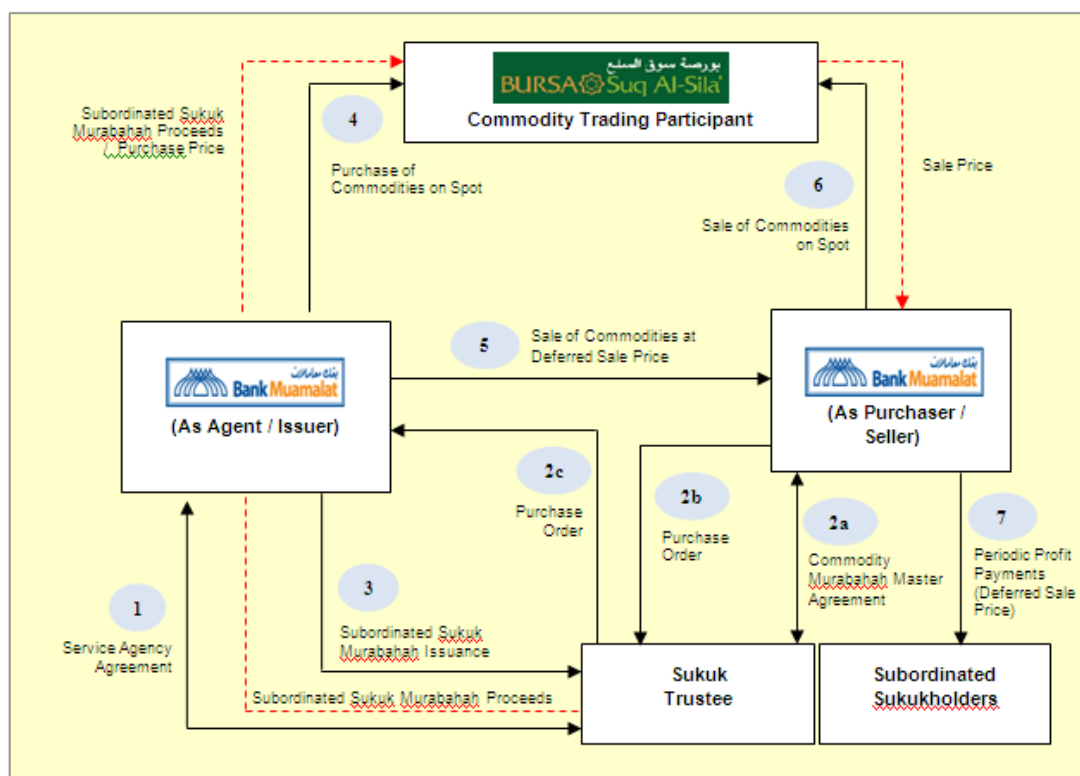 بورصة سوق السلع
BURSA Suq Al-Sila'
Commodity Trading Participant
Subordinated Sukuk
Murabahah Proceeds
/ Purchase Price
4
Purchase of
Commodities on Spot
6
Sale of Commodities
on Spot
Sale Price
بنك معاملات
Bank Muamalat
(As Agent / Issuer)
5
Sale of Commodities at
Deferred Sale Price
بنك معاملات
Bank Muamalat
(As Purchaser /
Seller)
2c
Purchase
Order
2b
Purchase
Order
2a
Commodity
Murabahah Master
Agreement
7
Periodic Profit
Payments
(Deferred Sale
Price)
1
Service Agency
Agreement
3
Subordinated Sukuk
Murabahah Issuance
Subordinated Sukuk Murabahah Proceeds
Sukuk
Trustee
Subordinated
Sukukholders